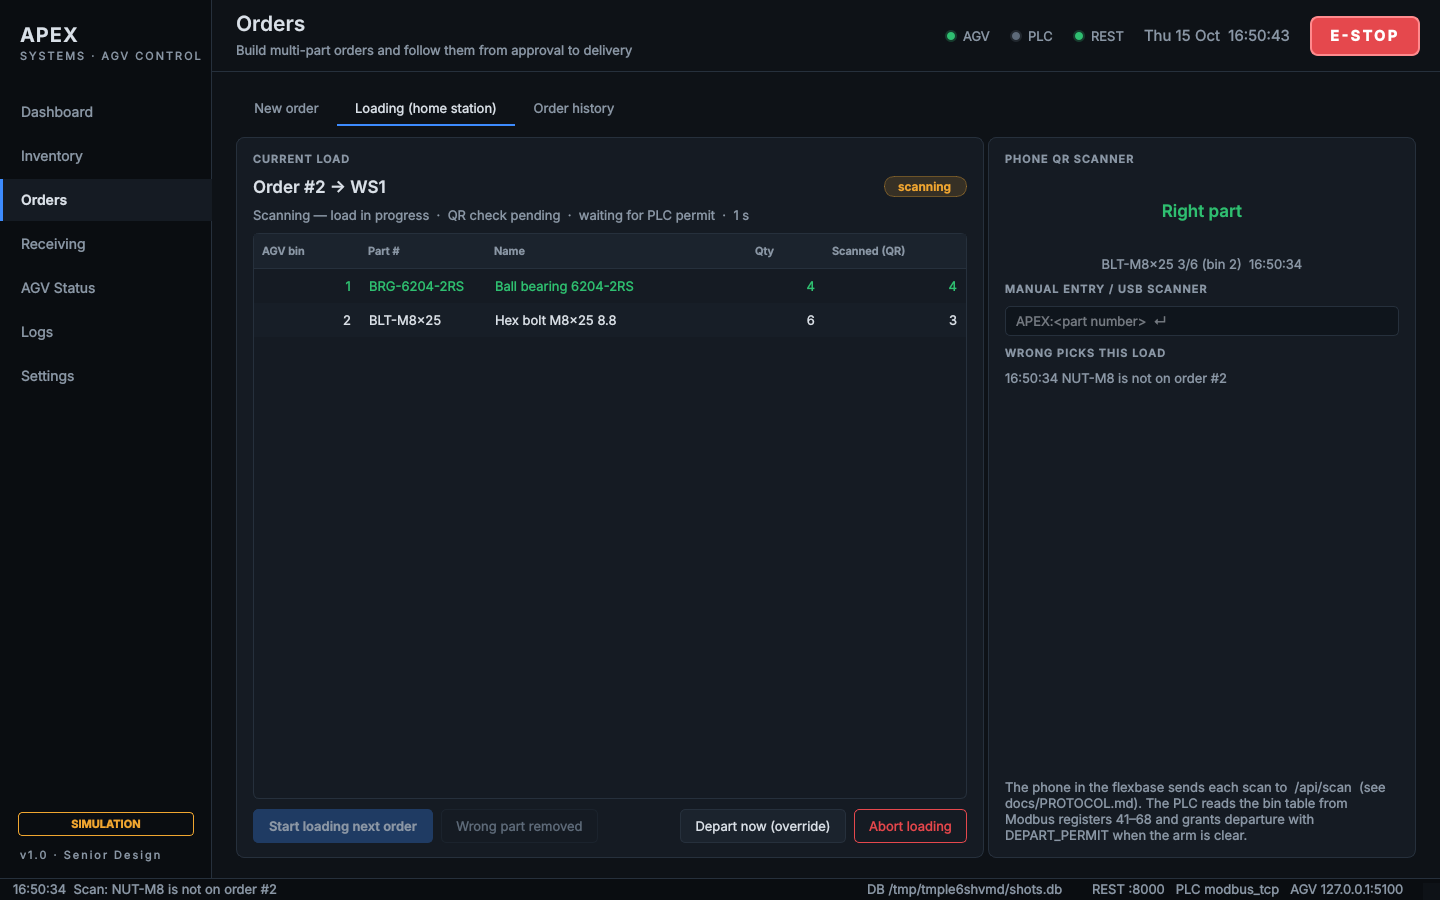 APEX
SYSTEMS · AGV CONTROL
Dashboard
Inventory
Orders
Receiving
AGV Status
Logs
Settings
SIMULATION
v1.0 · Senior Design
Orders
Build multi-part orders and follow them from approval to delivery
AGV
PLC
REST
Thu 15 Oct 16:50:43
E-STOP
New order
Loading (home station)
Order history
CURRENT LOAD
Order #2 → WS1
scanning
Scanning — load in progress · QR check pending · waiting for PLC permit · 1 s
AGV bin Part # Name Qty Scanned (QR)
1 BRG-6204-2RS Ball bearing 6204-2RS 4 4
2 BLT-M8×25 Hex bolt M8×25 8.8 6 3
Start loading next order
Wrong part removed
Depart now (override)
Abort loading
PHONE QR SCANNER
Right part
BLT-M8×25 3/6 (bin 2) 16:50:34
MANUAL ENTRY / USB SCANNER
APEX:<part number> ↵
WRONG PICKS THIS LOAD
16:50:34 NUT-M8 is not on order #2
The phone in the flexbase sends each scan to /api/scan (see
docs/PROTOCOL.md). The PLC reads the bin table from
Modbus registers 41–68 and grants departure with
DEPART_PERMIT when the arm is clear.
16:50:34 Scan: NUT-M8 is not on order #2
DB /tmp/tmple6shvmd/shots.db
REST :8000
PLC modbus_tcp
AGV 127.0.0.1:5100